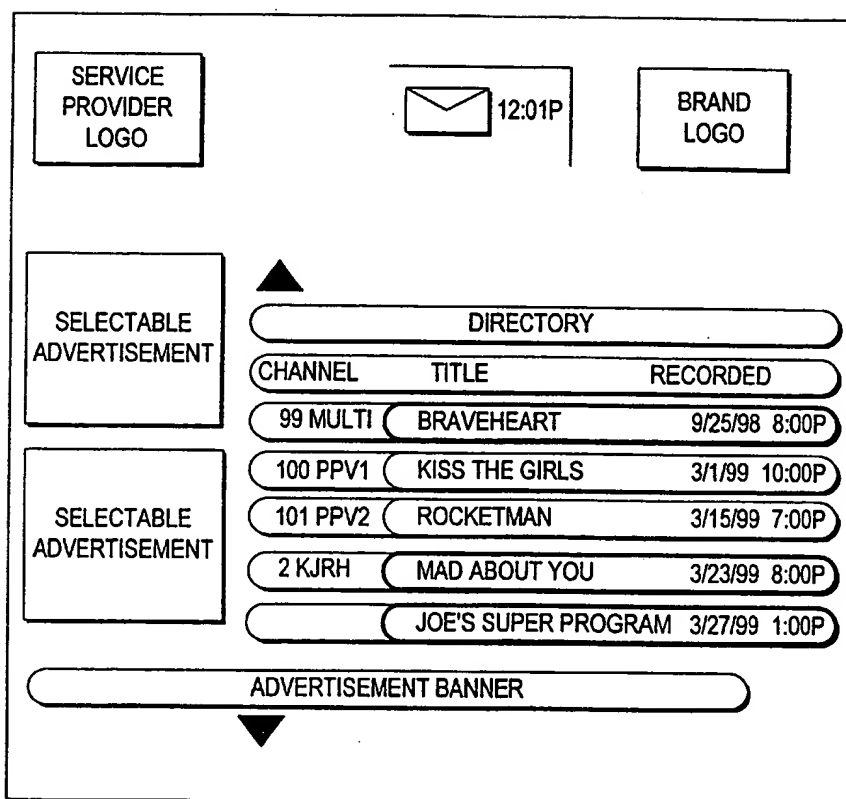 SERVICE
PROVIDER
LOGO
12:01P
BRAND
LOGO
SELECTABLE
ADVERTISEMENT
SELECTABLE
ADVERTISEMENT
DIRECTORY
CHANNEL TITLE RECORDED
99 MULTI BRAVEHEART 9/25/98 8:00P
100 PPV1 KISS THE GIRLS 3/1/99 10:00P
101 PPV2 ROCKETMAN 3/15/99 7:00P
2 KJRH MAD ABOUT YOU 3/23/99 8:00P
JOE'S SUPER PROGRAM 3/27/99 1:00P
ADVERTISEMENT BANNER